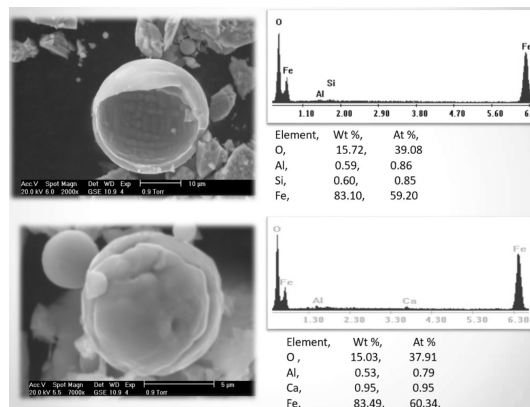 O
Fe
Al
Si
Fe
1.10 2.00 2.90 3.80 4.70 5.60
Element, Wt % At %
O, 15.72, 39.08
Al, 0.59, 0.86
Si, 0.60, 0.85
Fe, 83.10, 59.20
Acc.V Spot Magn Det WD Exp
20.0 kV 6.0 2000x GSE 10.9 4 0.9 Torr
10 µm
O
Fe
Al
Ca
Fe
1.30 2.30 3.30 4.30 5.30 6.30
Element, Wt %, At %
O , 15.03, 37.91
Al, 0.53, 0.79
Ca, 0.95, 0.95
Fe, 83.49, 60.34,
Acc.V Spot Magn Det WD Exp
20.0 kV 5.5 7000x GSE 10.9 4 0.9 Torr
5 µm